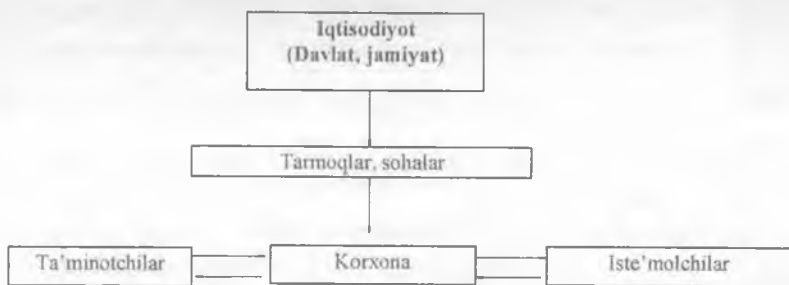 Iqtisodiyot
(Davlat, jamiyat)
Tarmoqlar, sohalar
Ta’minotchilar
Korxona
Iste’molchilar